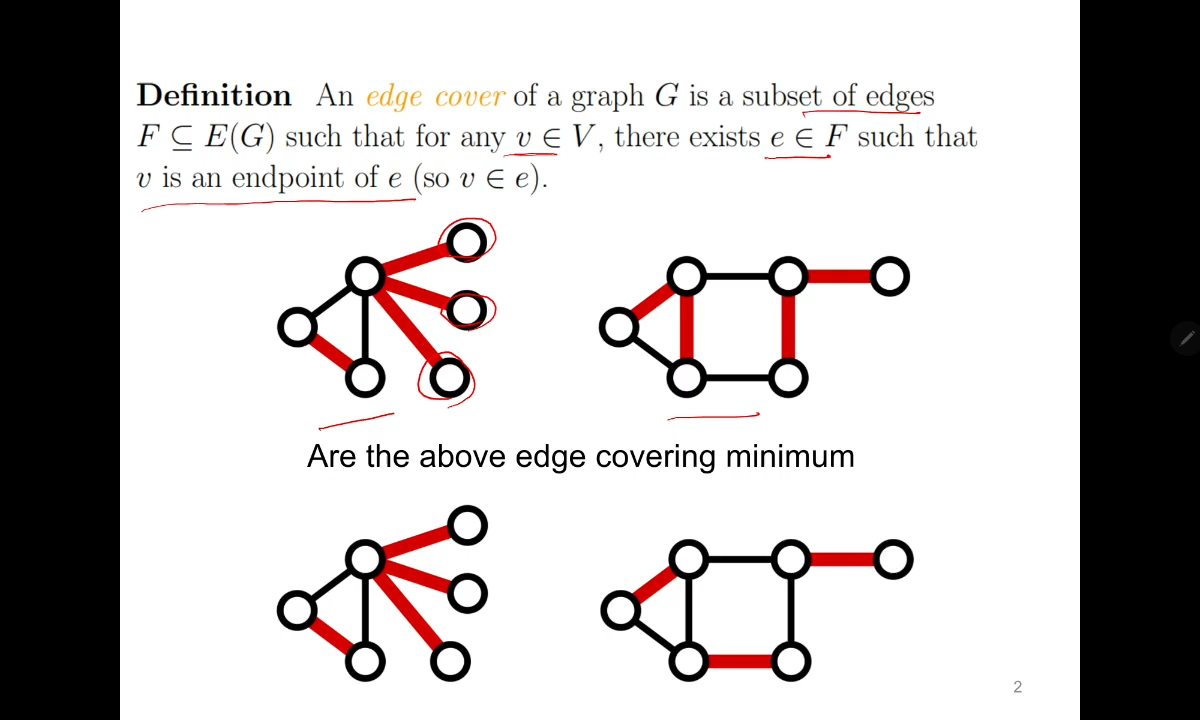 Definition An edge cover of a graph G is a subset of edges
F ⊆ E(G) such that for any v ∈ V, there exists e ∈ F such that
v is an endpoint of e (so v ∈ e).
Are the above edge covering minimum
2